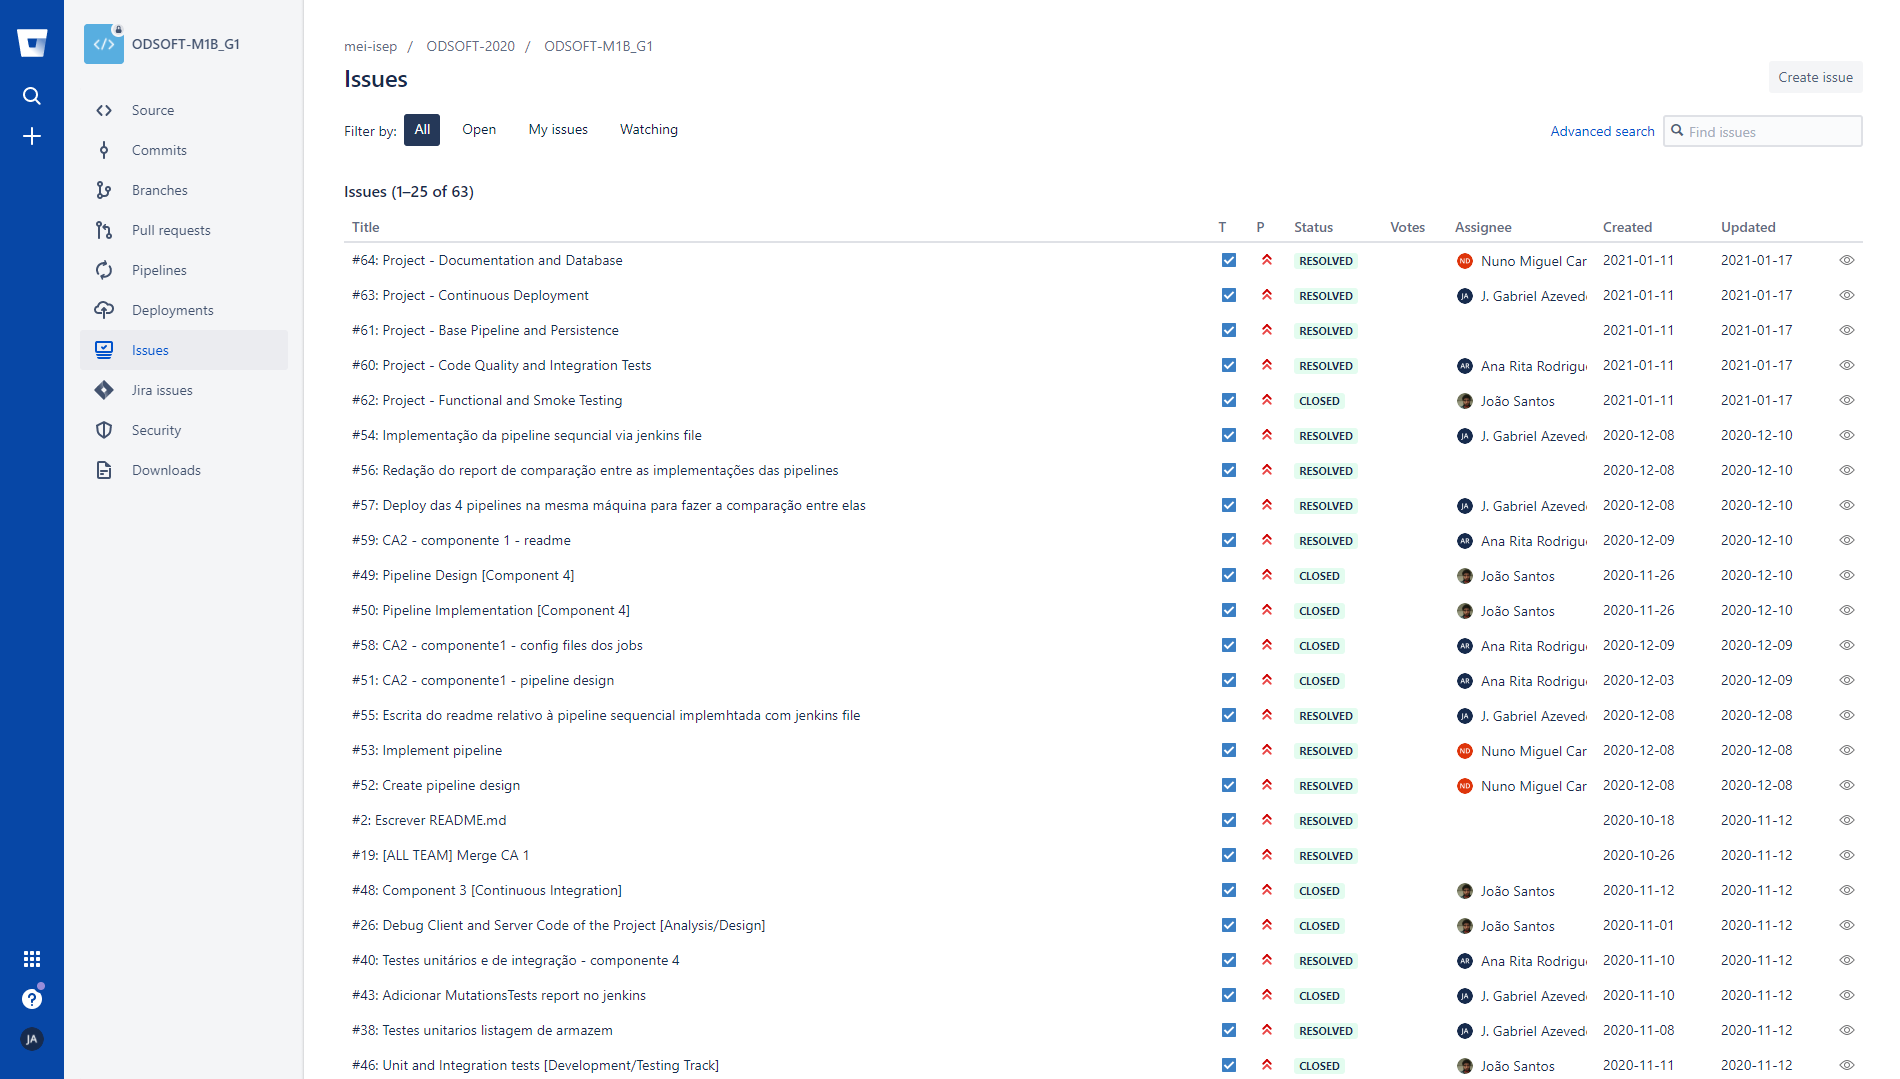 ODSOFT-M1B_G1
Source
Commits
Branches
Pull requests
Pipelines
Deployments
Issues
Jira issues
Security
Downloads
JA
mei-isep / ODSOFT-2020 / ODSOFT-M1B_G1
Issues
Create issue
Filter by: All Open My issues Watching
Advanced search Find issues
Issues (1–25 of 63)
Title T P Status Votes Assignee Created Updated
#64: Project - Documentation and Database RESOLVED ND Nuno Miguel Car 2021-01-11 2021-01-17
#63: Project - Continuous Deployment RESOLVED JA J. Gabriel Azeved 2021-01-11 2021-01-17
#61: Project - Base Pipeline and Persistence RESOLVED 2021-01-11 2021-01-17
#60: Project - Code Quality and Integration Tests RESOLVED AR Ana Rita Rodrigu 2021-01-11 2021-01-17
#62: Project - Functional and Smoke Testing CLOSED João Santos 2021-01-11 2021-01-17
#54: Implementação da pipeline sequncial via jenkins file RESOLVED JA J. Gabriel Azeved 2020-12-08 2020-12-10
#56: Redação do report de comparação entre as implementações das pipelines RESOLVED 2020-12-08 2020-12-10
#57: Deploy das 4 pipelines na mesma máquina para fazer a comparação entre elas RESOLVED JA J. Gabriel Azeved 2020-12-08 2020-12-10
#59: CA2 - componente 1 - readme RESOLVED AR Ana Rita Rodrigu 2020-12-09 2020-12-10
#49: Pipeline Design [Component 4] CLOSED João Santos 2020-11-26 2020-12-10
#50: Pipeline Implementation [Component 4] CLOSED João Santos 2020-11-26 2020-12-10
#58: CA2 - componente1 - config files dos jobs CLOSED AR Ana Rita Rodrigu 2020-12-09 2020-12-09
#51: CA2 - componente1 - pipeline design CLOSED AR Ana Rita Rodrigu 2020-12-03 2020-12-09
#55: Escrita do readme relativo à pipeline sequencial implemhtada com jenkins file RESOLVED JA J. Gabriel Azeved 2020-12-08 2020-12-08
#53: Implement pipeline RESOLVED ND Nuno Miguel Car 2020-12-08 2020-12-08
#52: Create pipeline design RESOLVED ND Nuno Miguel Car 2020-12-08 2020-12-08
#2: Escrever README.md RESOLVED 2020-10-18 2020-11-12
#19: [ALL TEAM] Merge CA 1 RESOLVED 2020-10-26 2020-11-12
#48: Component 3 [Continuous Integration] CLOSED João Santos 2020-11-12 2020-11-12
#26: Debug Client and Server Code of the Project [Analysis/Design] CLOSED João Santos 2020-11-01 2020-11-12
#40: Testes unitários e de integração - componente 4 RESOLVED AR Ana Rita Rodrigu 2020-11-10 2020-11-12
#43: Adicionar MutationsTests report no jenkins CLOSED JA J. Gabriel Azeved 2020-11-10 2020-11-12
#38: Testes unitarios listagem de armazem RESOLVED JA J. Gabriel Azeved 2020-11-08 2020-11-12
#46: Unit and Integration tests [Development/Testing Track] CLOSED João Santos 2020-11-11 2020-11-12